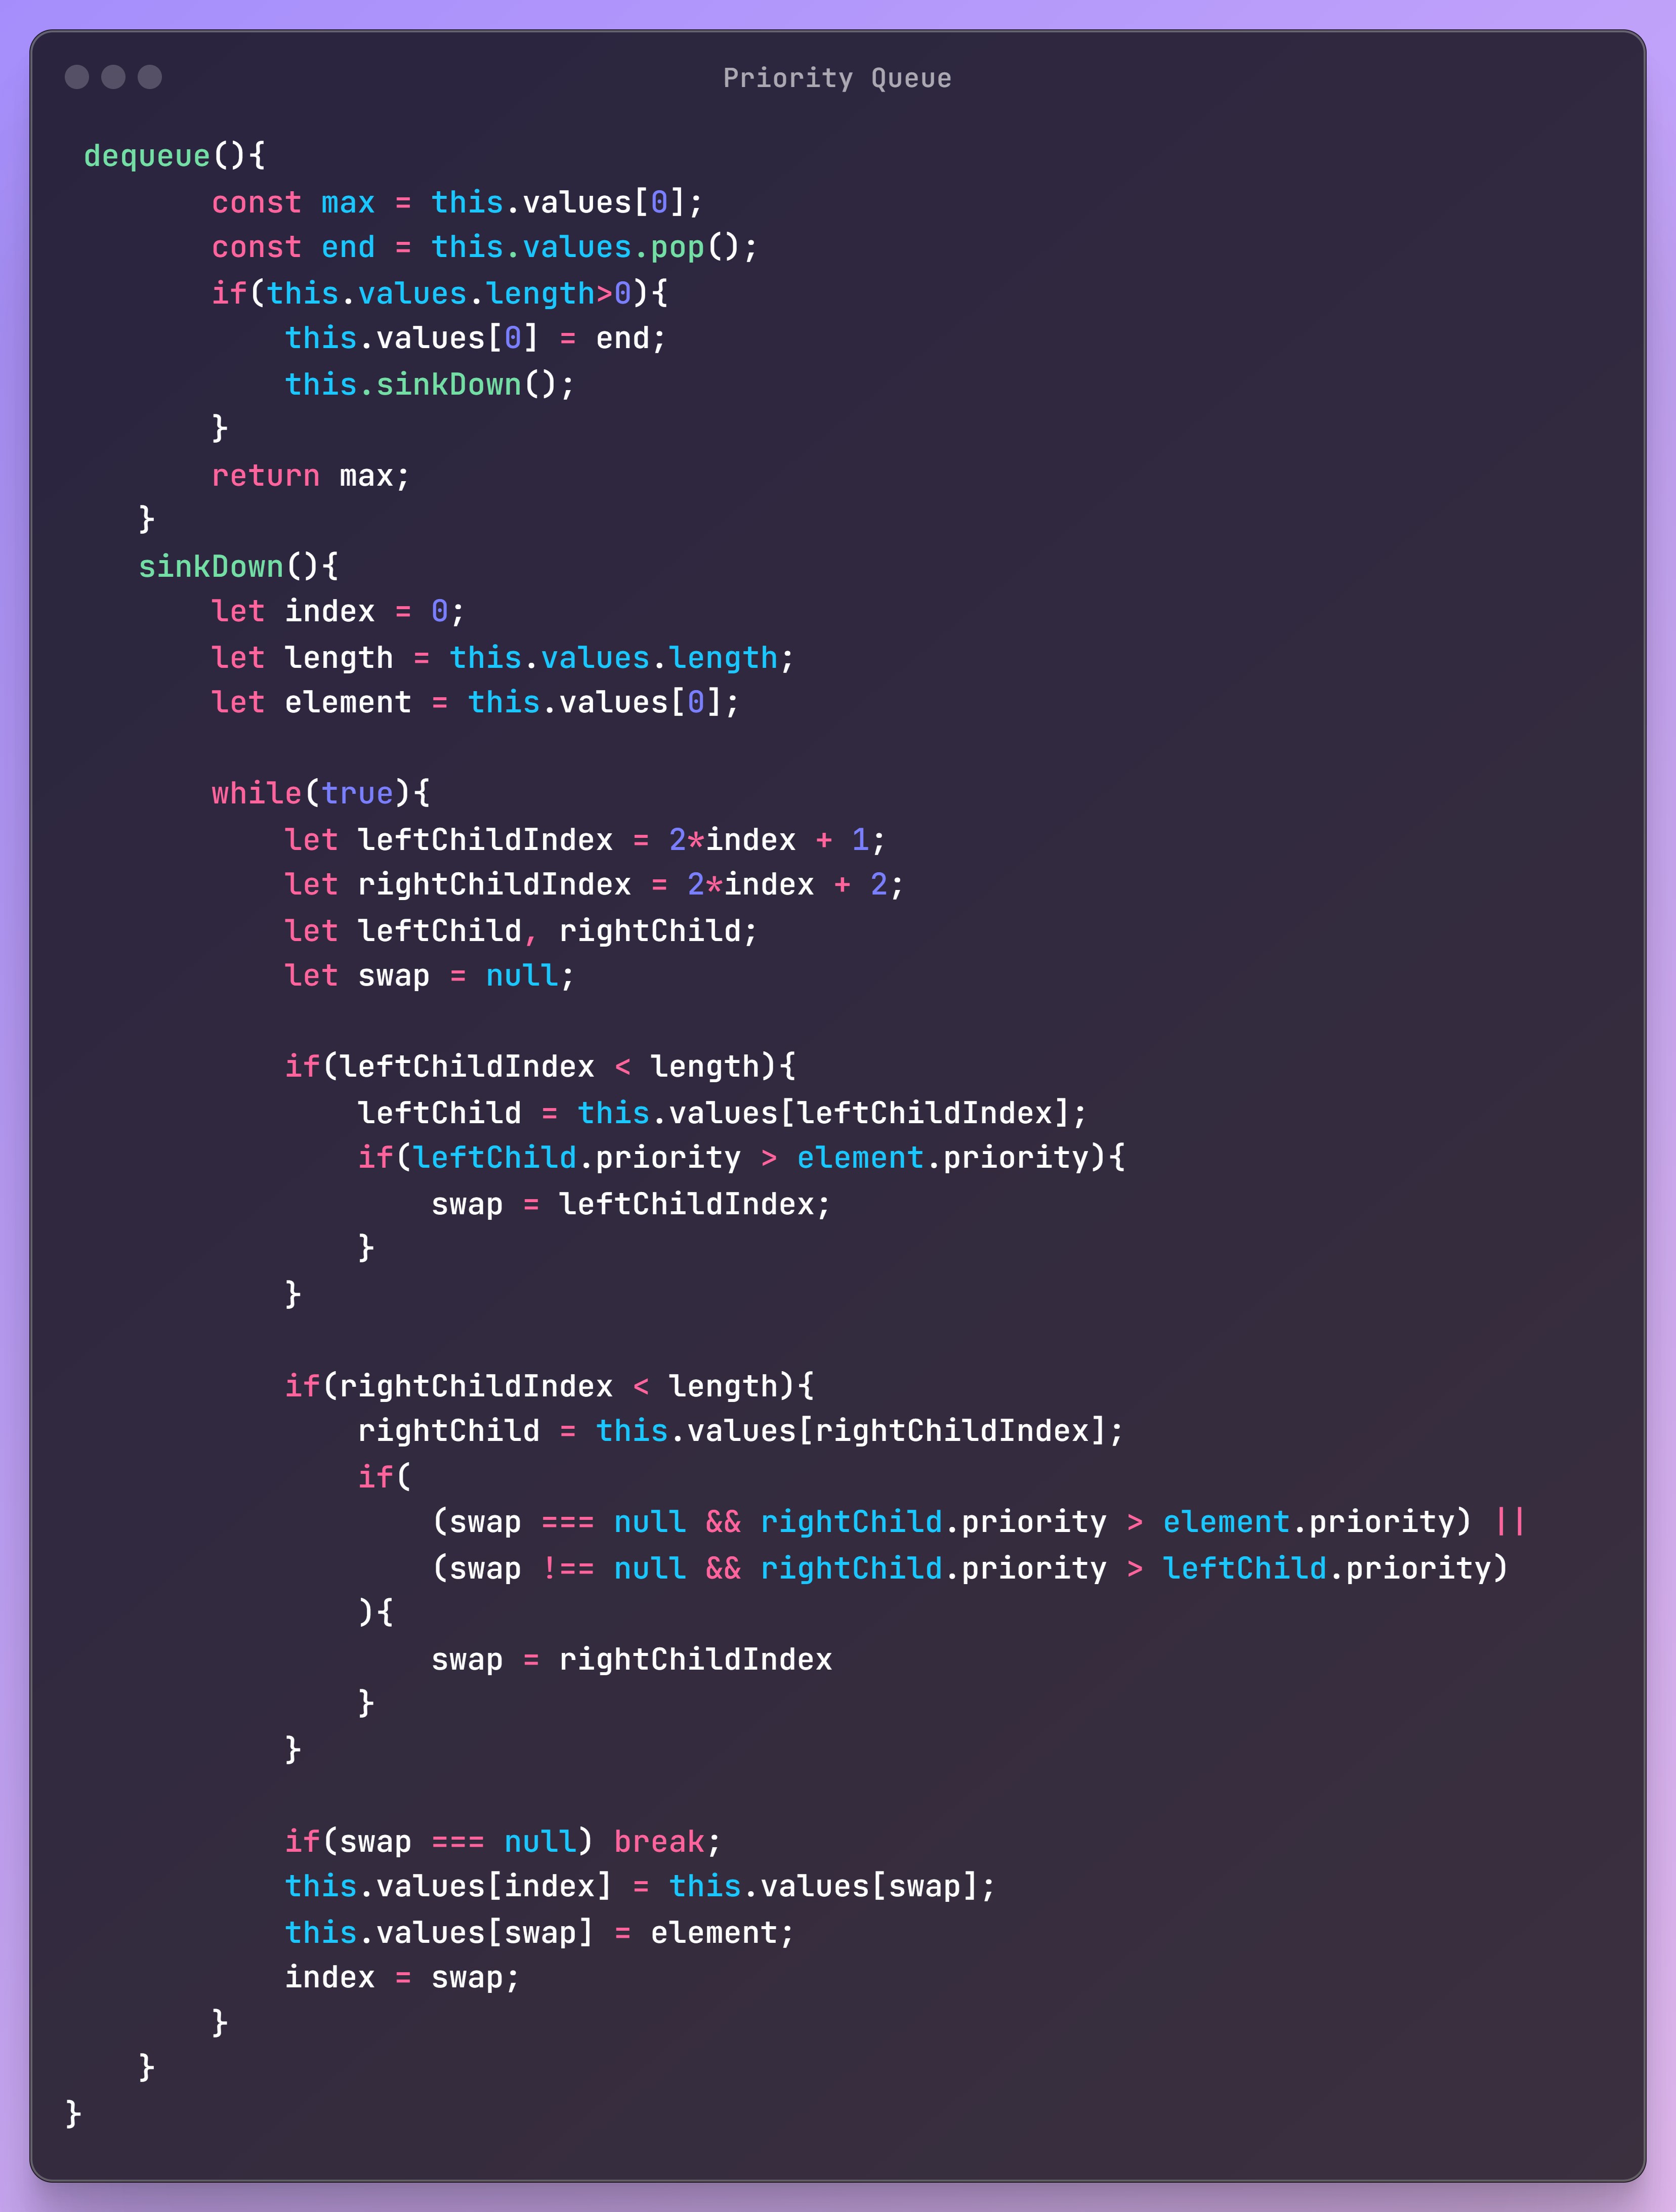 Priority Queue
dequeue(){
const max = this.values[0];
const end = this.values.pop();
if(this.values.length>0){
this.values[0] = end;
this.sinkDown();
}
return max;
}
sinkDown(){
let index = 0;
let length = this.values.length;
let element = this.values[0];
while(true){
let leftChildIndex = 2*index + 1;
let rightChildIndex = 2*index + 2;
let leftChild, rightChild;
let swap = null;
if(leftChildIndex < length){
leftChild = this.values[leftChildIndex];
if(leftChild.priority > element.priority){
swap = leftChildIndex;
}
}
if(rightChildIndex < length){
rightChild = this.values[rightChildIndex];
if(
(swap === null && rightChild.priority > element.priority) ||
(swap !== null && rightChild.priority > leftChild.priority)
){
swap = rightChildIndex
}
}
if(swap === null) break;
this.values[index] = this.values[swap];
this.values[swap] = element;
index = swap;
}
}
}